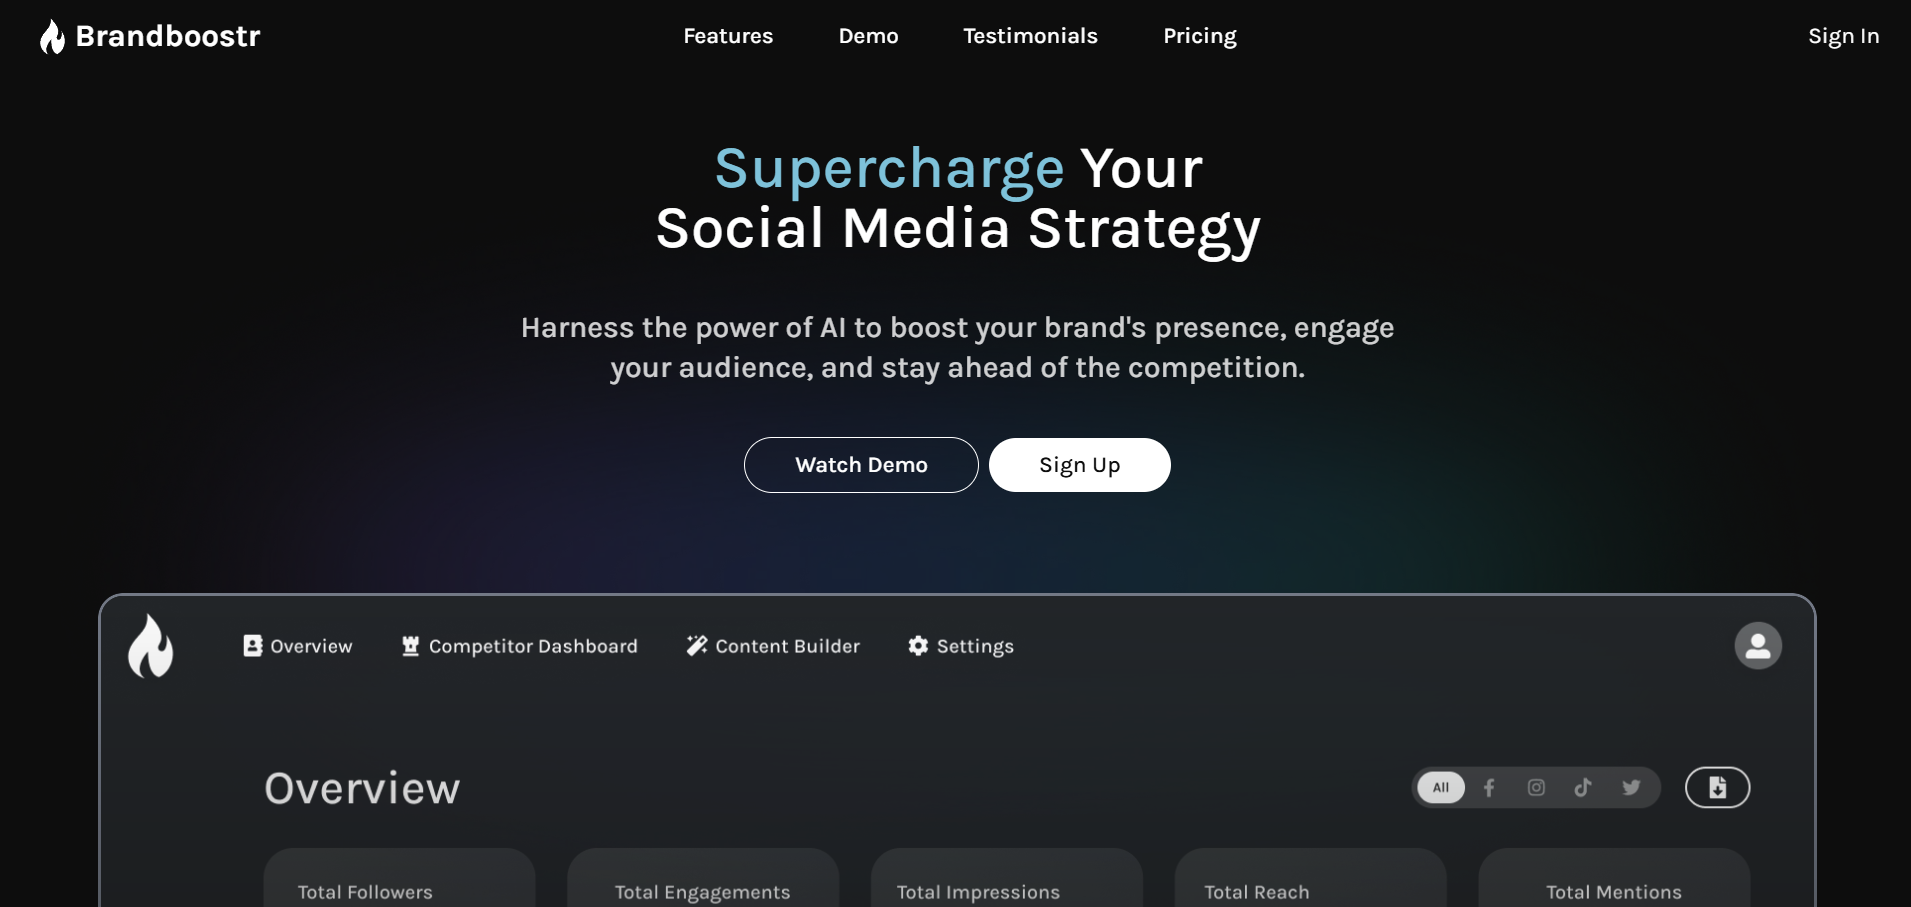 Brandboostr
Features
Demo
Testimonials
Pricing
Sign In
Supercharge Your
Social Media Strategy
Harness the power of AI to boost your brand's presence, engage
your audience, and stay ahead of the competition.
Watch Demo
Sign Up
Overview
Competitor Dashboard
Content Builder
Settings
Overview
All
Total Followers
Total Engagements
Total Impressions
Total Reach
Total Mentions